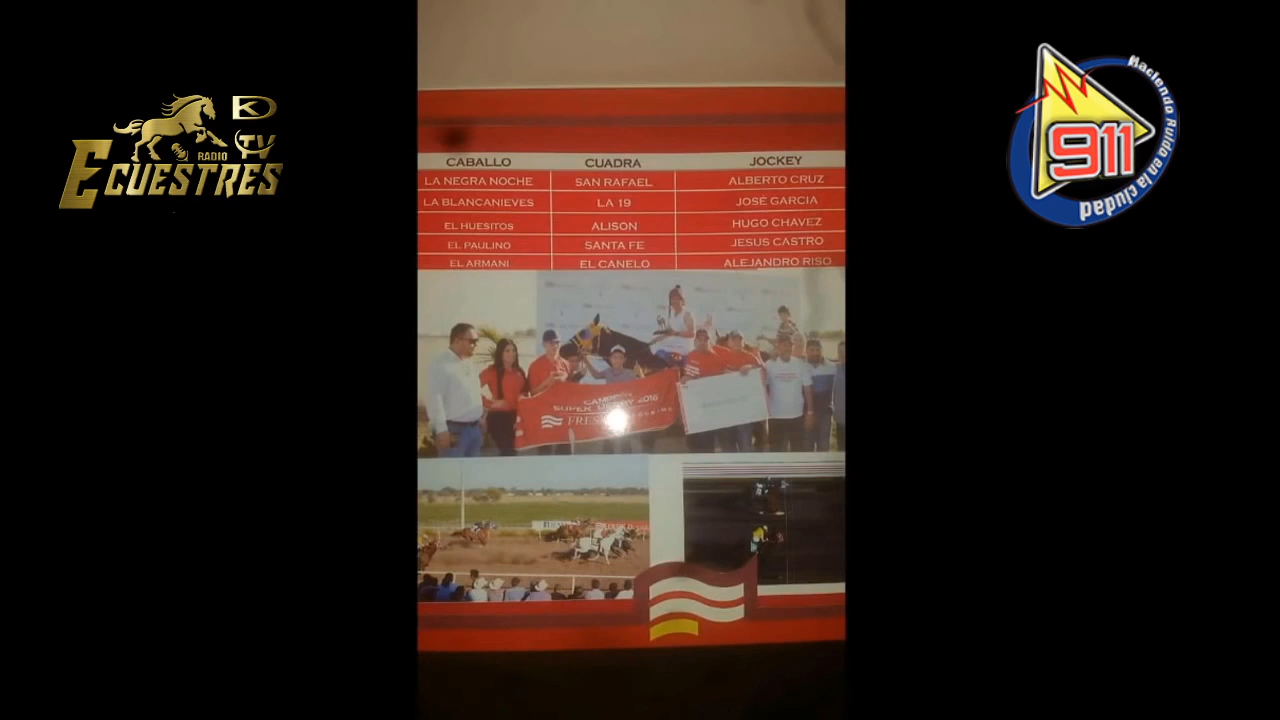 KD
TV
RADIO
ECUESTRES
911
Haciendo Ruido en la ciudad
CABALLO CUADRA JOCKEY
LA NEGRA NOCHE SAN RAFAEL ALBERTO CRUZ
LA BLANCANIEVES LA 19 JOSÉ GARCIA
EL HUESITOS ALISON HUGO CHAVEZ
EL PAULINO SANTA FE JESUS CASTRO
EL ARMANI EL CANELO ALEJANDRO RISO
CAMPEÓN
SUPER DERBY 2016